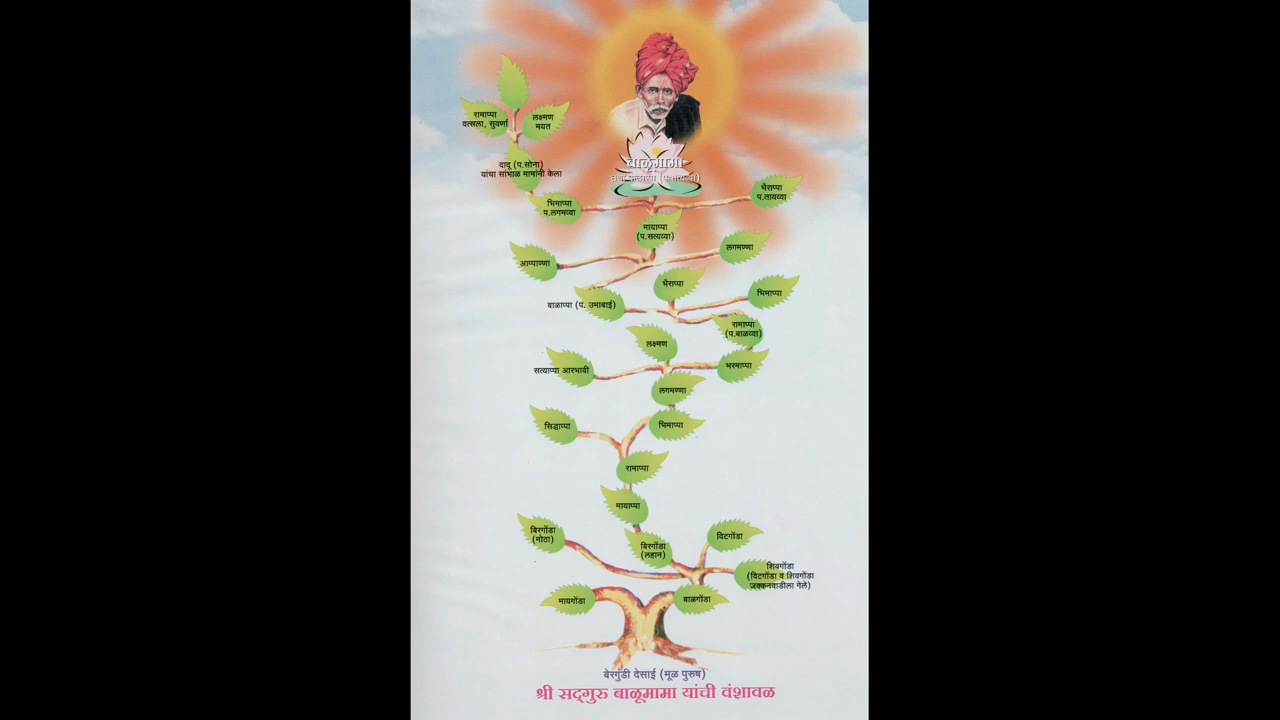 रामाप्पा
वत्सला, सुवर्णा
लक्ष्मण
मयत
दादू (प.सोना)
यांचा सांभाळ मामांनी केला
बाळूमामा
भिमाप्पा
प.लगमव्वा
भैराप्पा
प.तायव्वा
मायाप्पा
(प.सत्यव्वा)
आप्पाण्णा
लगमण्णा
भैराप्पा
भिमाप्पा
बाळाप्पा (प. उमाबाई)
रामाप्पा
(प.बाळव्वा)
लक्ष्मण
सत्याप्पा आरभावी
भरमाप्पा
लगमण्णा
सिद्धाप्पा
भिमाप्पा
रामाप्पा
मायाप्पा
बिरगोंडा
(मोठा)
बिरगोंडा
(लहान)
विटगोंडा
शिवगोंडा
(विटगोंडा व शिवगोंडा
जक्कनवाडीला गेले)
मायगोंडा
बाळगोंडा
बेरगुंडी देसाई (मूळ पुरुष)
श्री सद्‌गुरु बाळूमामा यांची वंशावळ